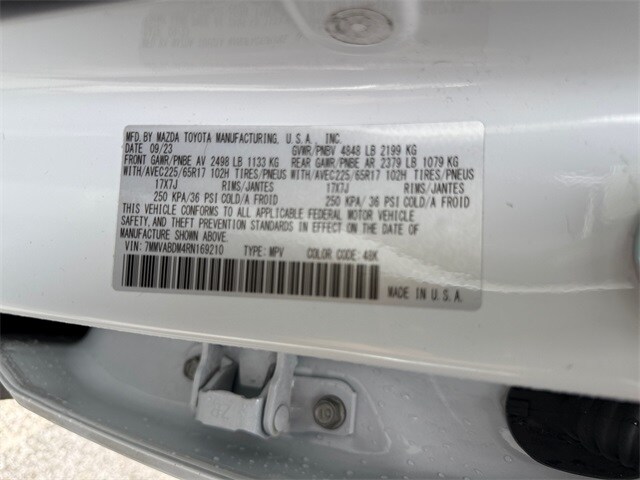 MFD.BY MAZDA TOYOTA MANUFACTURING, U.S.A., INC.
DATE 09/23 GVWR/PNBV 4848 LB 2199 KG
FRONT GAWR/PNBE AV 2498 LB 1133 KG REAR GAWR/PNBE AR 2379 LB 1079 KG
WITH/AVEC225/65R17 102H TIRES/PNEUS WITH/AVEC225/65R17 102H TIRES/PNEUS
17X7J RIMS/JANTES 17X7J RIMS/JANTES
250 KPA/36 PSI COLD/A FROID 250 KPA/36 PSI COLD/A FROID
THIS VEHICLE CONFORMS TO ALL APPLICABLE FEDERAL MOTOR VEHICLE
SAFETY, AND THEFT PREVENTION STANDARDS IN EFFECT ON THE DATE OF
MANUFACTURE SHOWN ABOVE.
VIN: 7MMVABDM4RN169210 TYPE: MPV COLOR CODE: 48K
MADE IN U.S.A.